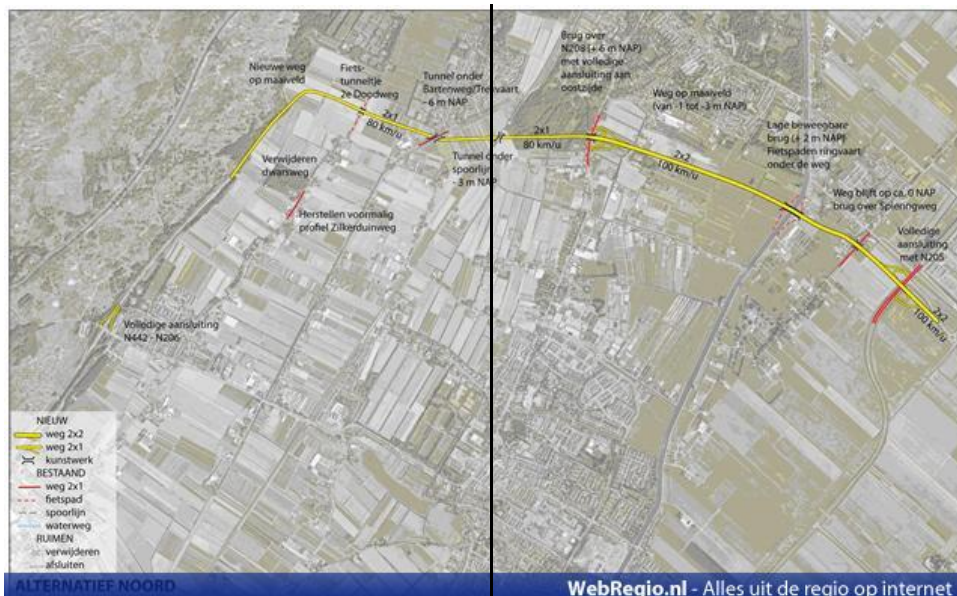 Nieuwe weg
op maaiveld
Fiets-
tunneltje
2e Doodweg
Tunnel onder
Bartenweg/Trekvaart
-6 m NAP
2x1
80 km/u
Verwijderen
dwarsweg
Herstellen voormalig
profiel Zilkerduinweg
Tunnel onder
spoorlijn
- 3 m NAP
Volledige aansluiting
N442 - N206
Brug over
N208 (+ 6 m NAP)
met volledige
aansluiting aan
oostzijde
2x1
80 km/u
Weg op maaiveld
(van -1 tot -3 m NAP)
2x2
100 km/u
Lage beweegbare
brug (+ 2 m NAP)
Fietspaden ringvaart
onder de weg
Weg blijft op ca. 0 NAP
brug over Spieringweg
Volledige
aansluiting
met N205
2x2
100 km/u
NIEUW
weg 2x2
weg 2x1
kunstwerk
BESTAAND
weg 2x1
fietspad
spoorlijn
waterweg
RUIMEN
verwijderen
afsluiten
ALTERNATIEF NOORD
WebRegio.nl - Alles uit de regio op internet